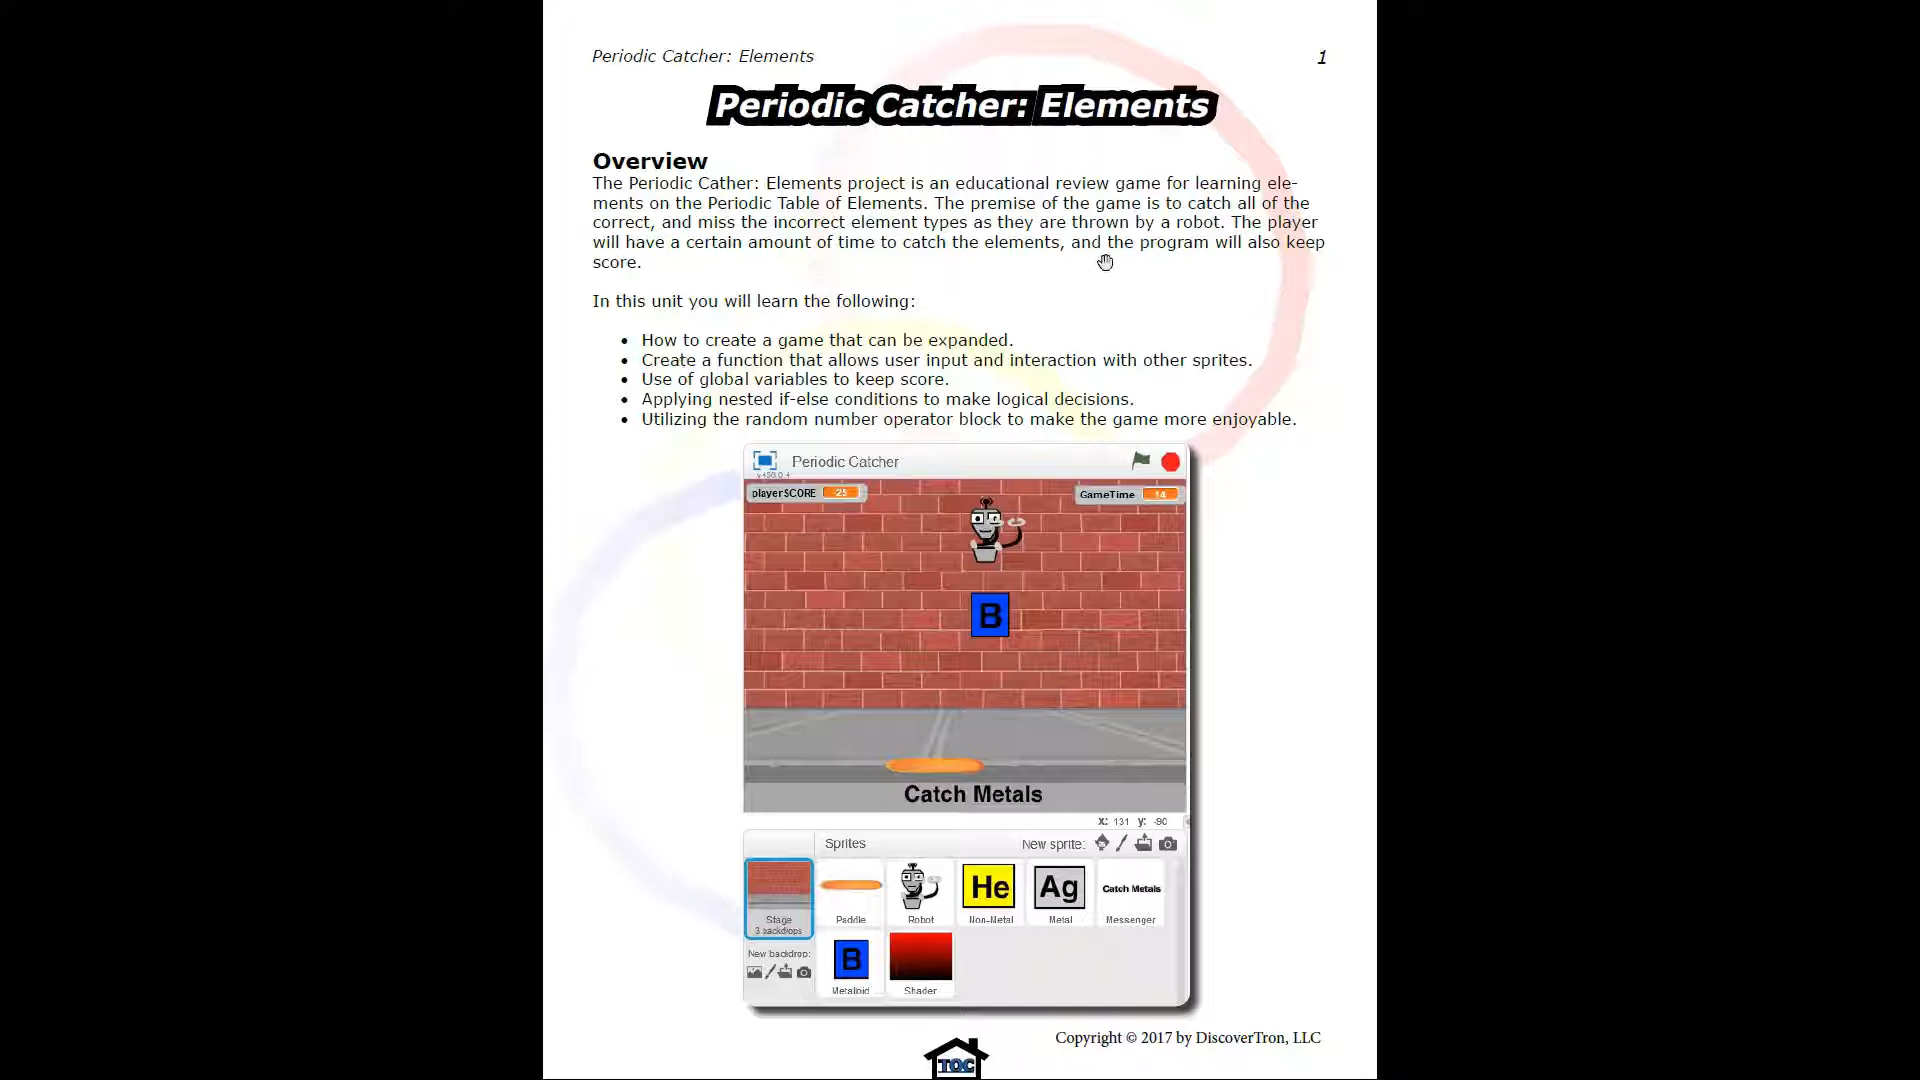 Periodic Catcher: Elements 1
Periodic Catcher: Elements
Overview
The Periodic Cather: Elements project is an educational review game for learning ele-
ments on the Periodic Table of Elements. The premise of the game is to catch all of the
correct, and miss the incorrect element types as they are thrown by a robot. The player
will have a certain amount of time to catch the elements, and the program will also keep
score.
In this unit you will learn the following:
• How to create a game that can be expanded.
• Create a function that allows user input and interaction with other sprites.
• Use of global variables to keep score.
• Applying nested if-else conditions to make logical decisions.
• Utilizing the random number operator block to make the game more enjoyable.
Periodic Catcher
v456.0.4
playerSCORE -25 GameTime 14
B
Catch Metals
x: 131 y: -90
Sprites New sprite:
He Ag Catch Metals
Stage Paddle Robot Non-Metal Metal Messenger
3 backdrops
New backdrop:
B
Metalloid Shader
Copyright © 2017 by DiscoverTron, LLC
TOC